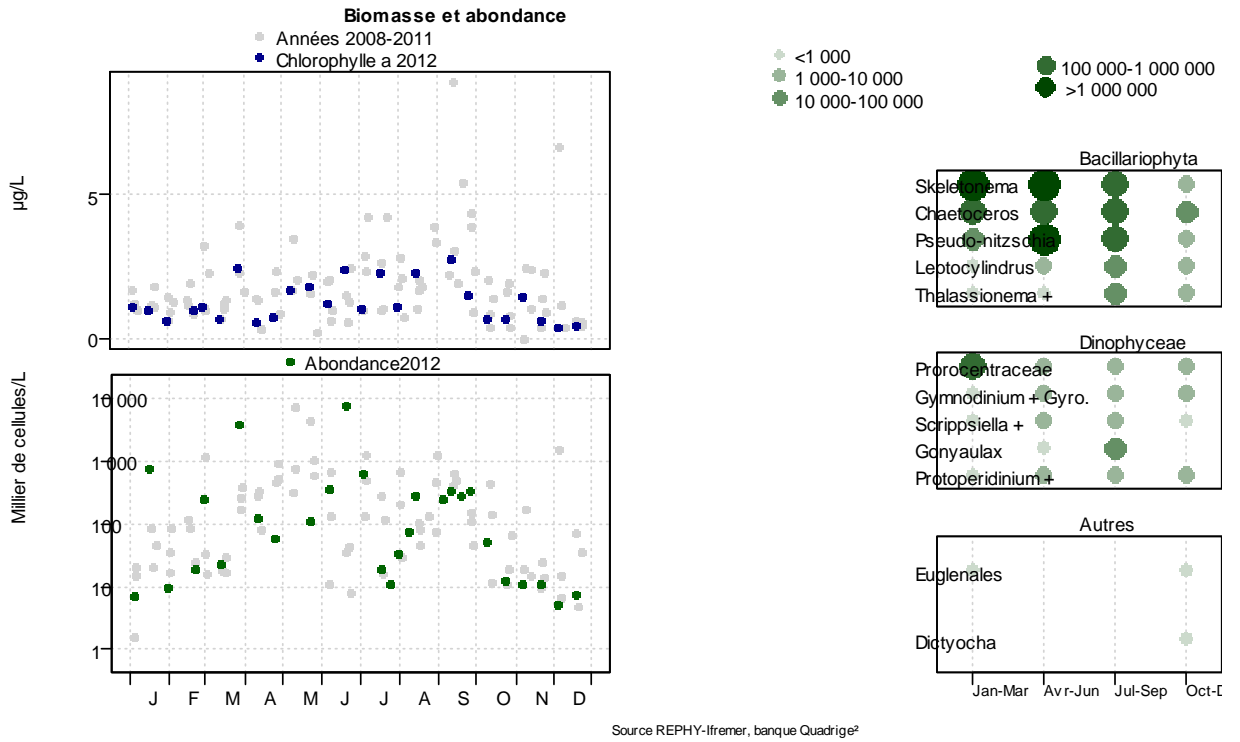 Biomasse et abondance
Années 2008-2011
Chlorophylle a 2012
µg/L
5
0
Abondance2012
Millier de cellules/L
10 000
1 000
100
10
1
J F M A M J J A S O N D
<1 000
1 000-10 000
10 000-100 000
100 000-1 000 000
>1 000 000
Bacillariophyta
Skeletonema
Chaetoceros
Pseudo-nitzschia
Leptocylindrus
Thalassionema +
Dinophyceae
Prorocentraceae
Gymnodinium + Gyro.
Scrippsiella +
Gonyaulax
Protoperidinium +
Autres
Euglenales
Dictyocha
Jan-Mar Avr-Jun Jul-Sep Oct-D
Source REPHY-Ifremer, banque Quadrige²